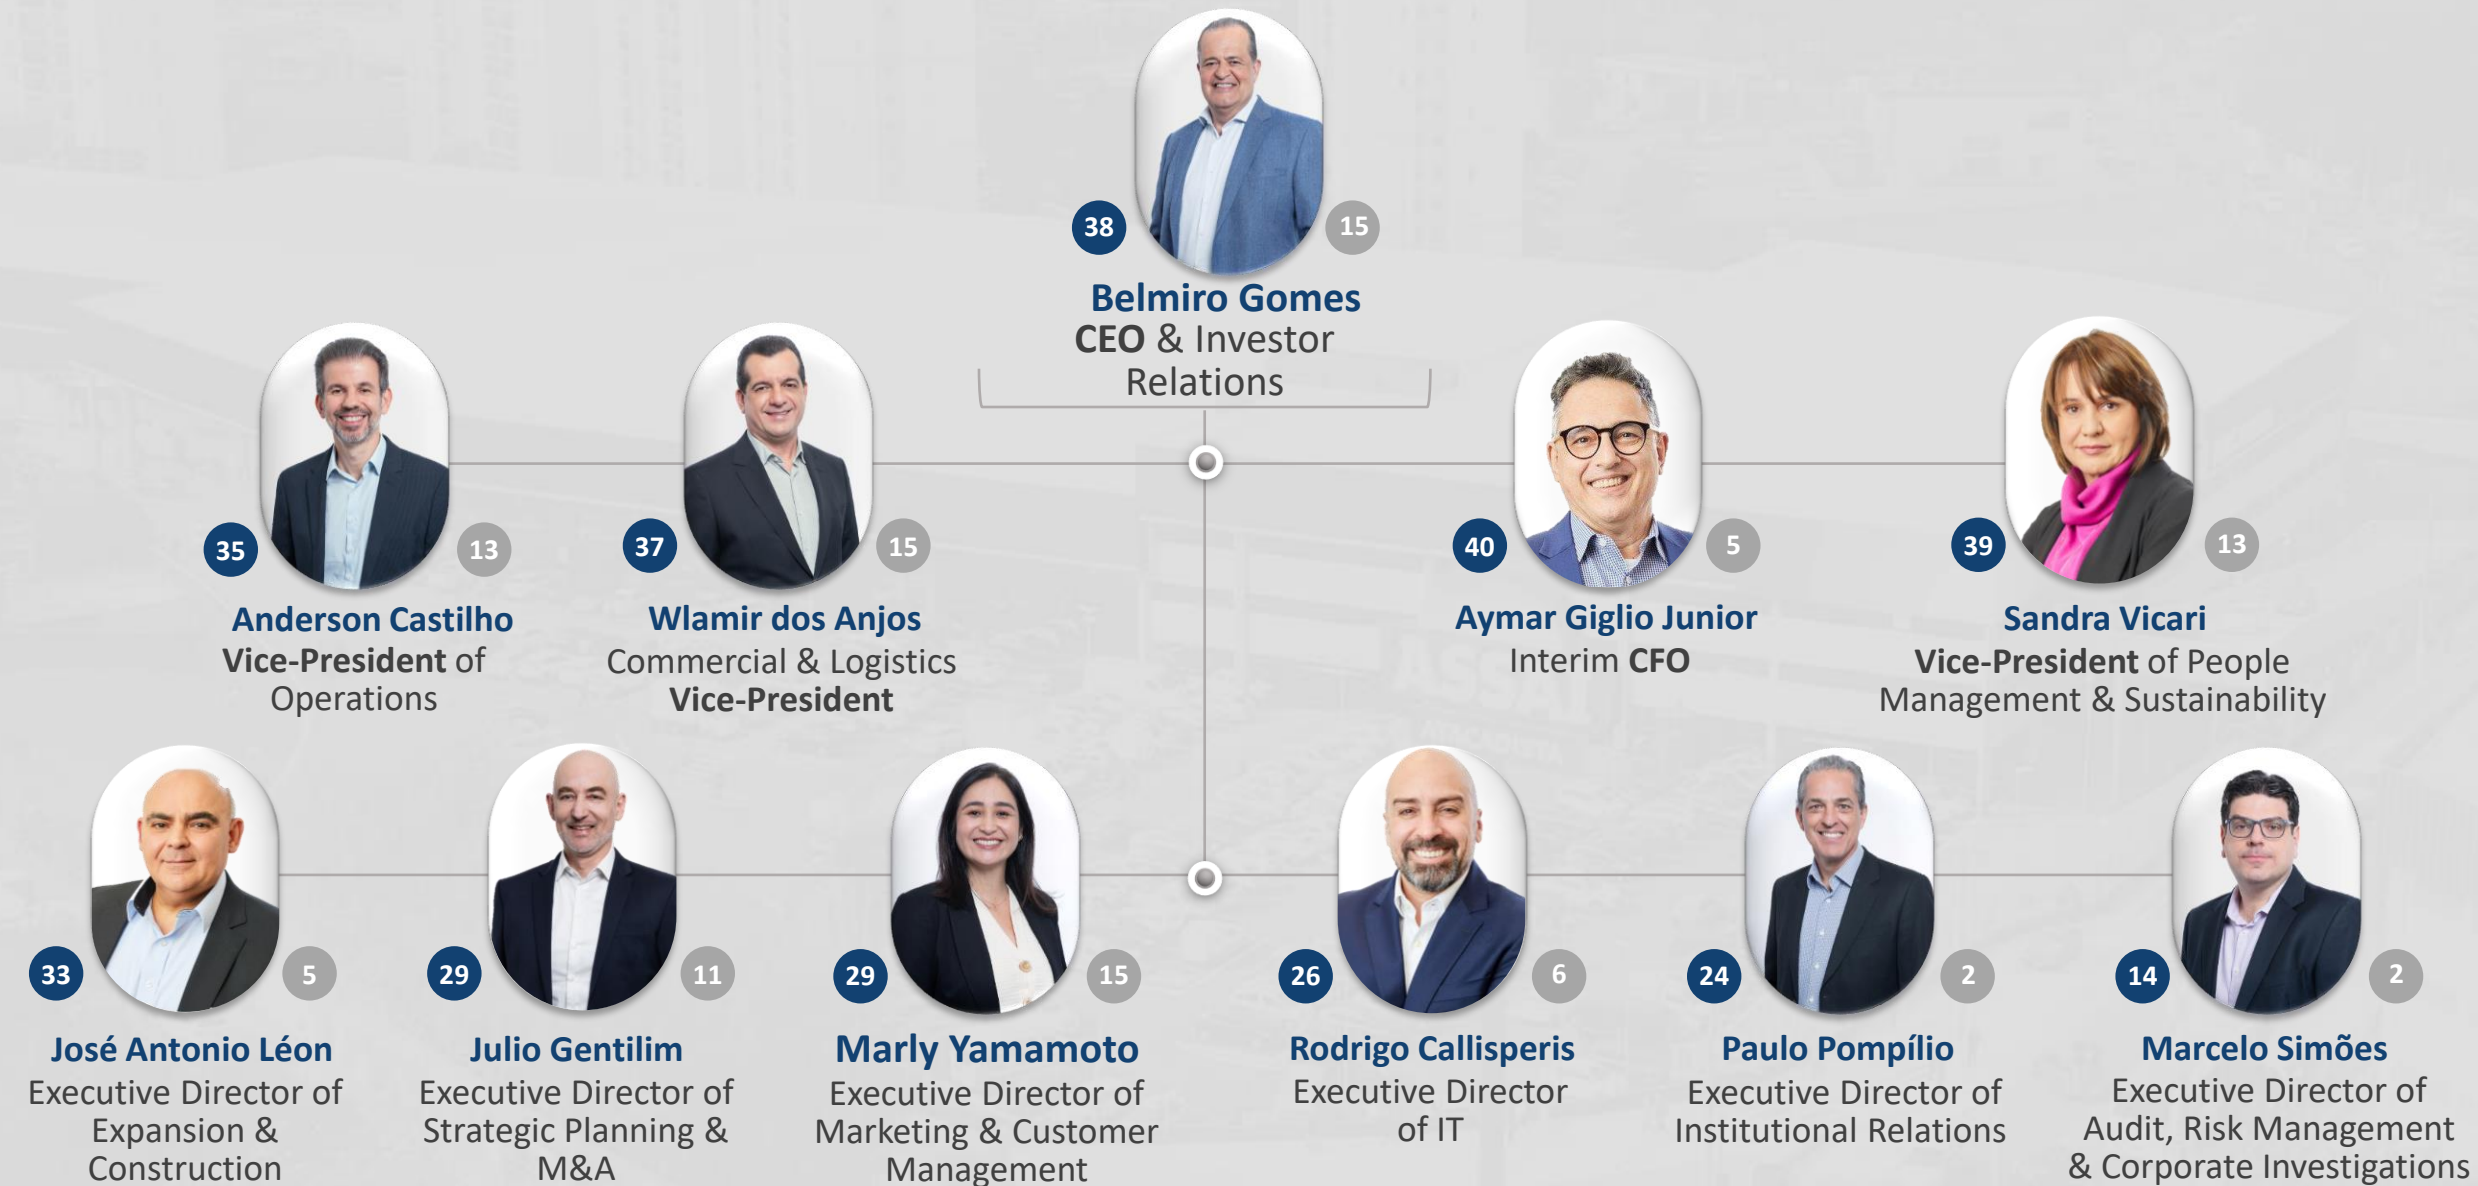 38
15
Belmiro Gomes
CEO & Investor
Relations
35
13
Anderson Castilho
Vice-President of
Operations
37
15
Wlamir dos Anjos
Commercial & Logistics
Vice-President
40
5
Aymar Giglio Junior
Interim CFO
39
13
Sandra Vicari
Vice-President of People
Management & Sustainability
33
5
José Antonio Léon
Executive Director of
Expansion &
Construction
29
11
Julio Gentilim
Executive Director of
Strategic Planning &
M&A
29
15
Marly Yamamoto
Executive Director of
Marketing & Customer
Management
26
6
Rodrigo Callisperis
Executive Director
of IT
24
2
Paulo Pompílio
Executive Director of
Institutional Relations
14
2
Marcelo Simões
Executive Director of
Audit, Risk Management
& Corporate Investigations